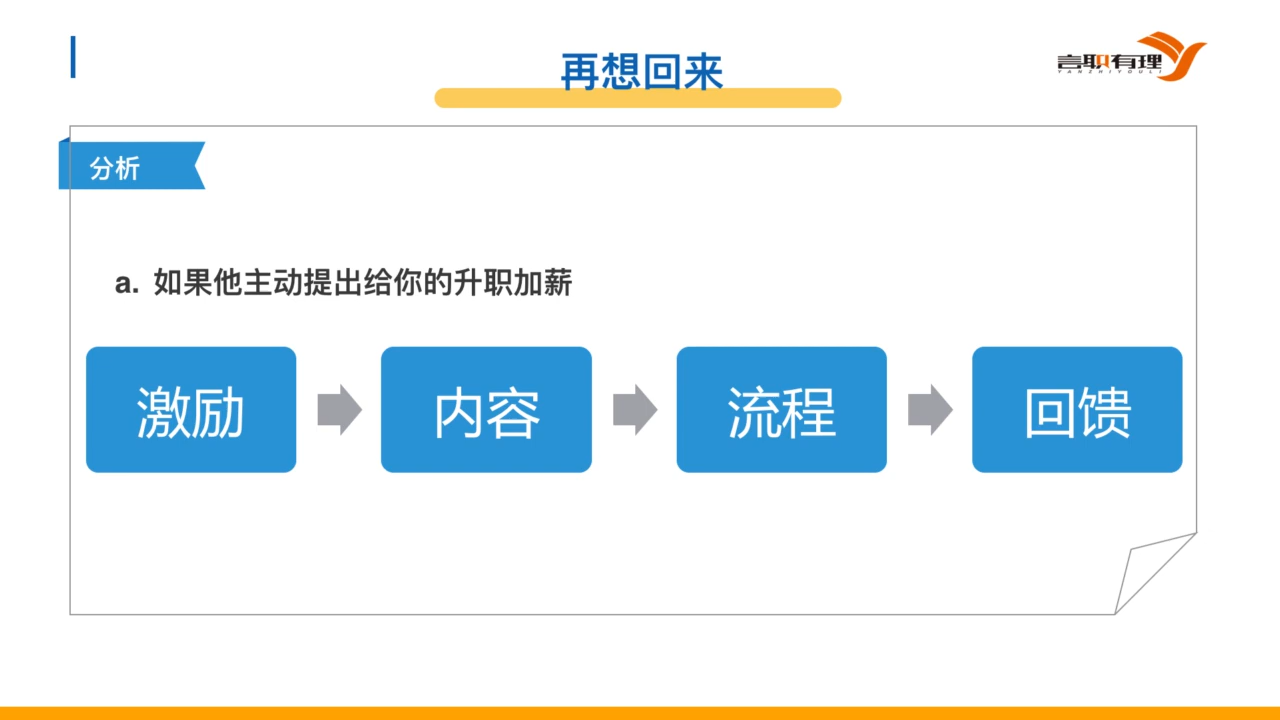 再想回来
言职有理
YANZHIYOULI
分析
a. 如果他主动提出给你的升职加薪
激励
内容
流程
回馈